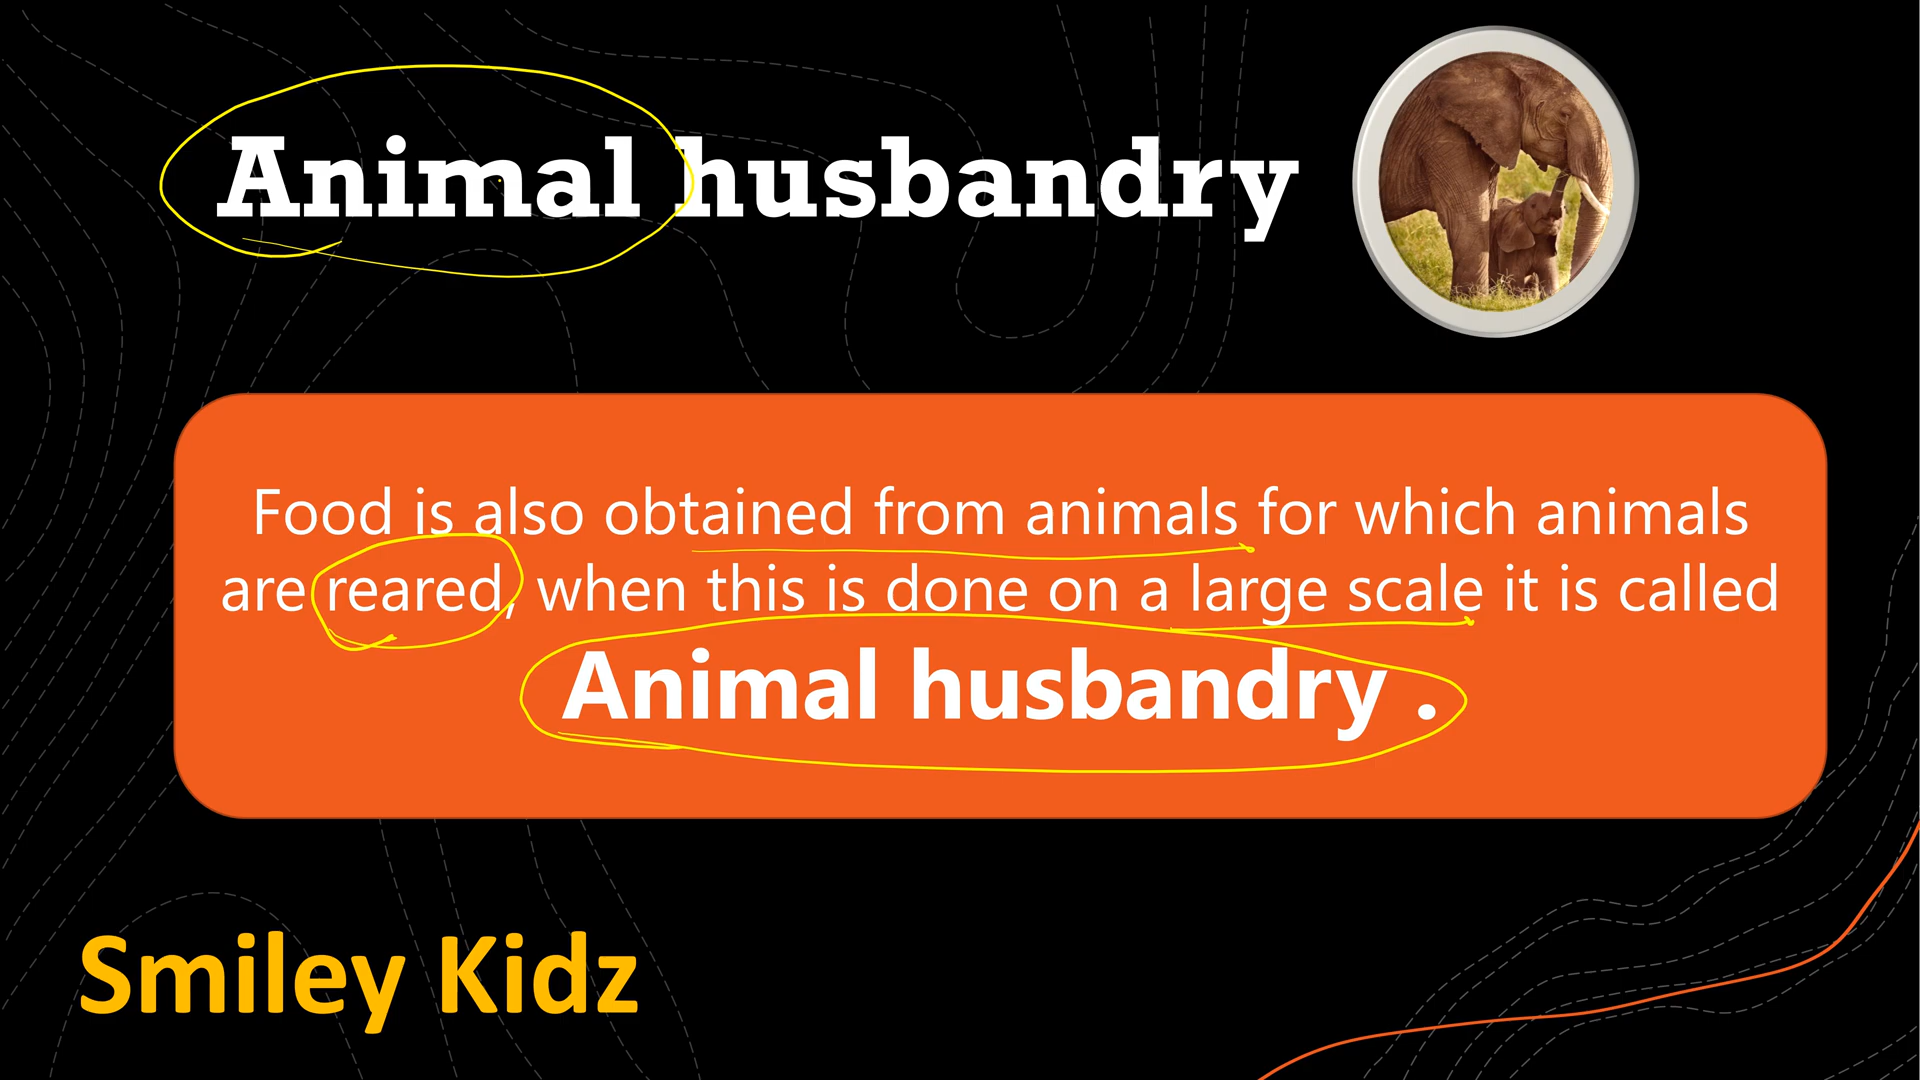 Animal husbandry
Food is also obtained from animals for which animals
are reared, when this is done on a large scale it is called
Animal husbandry .
Smiley Kidz